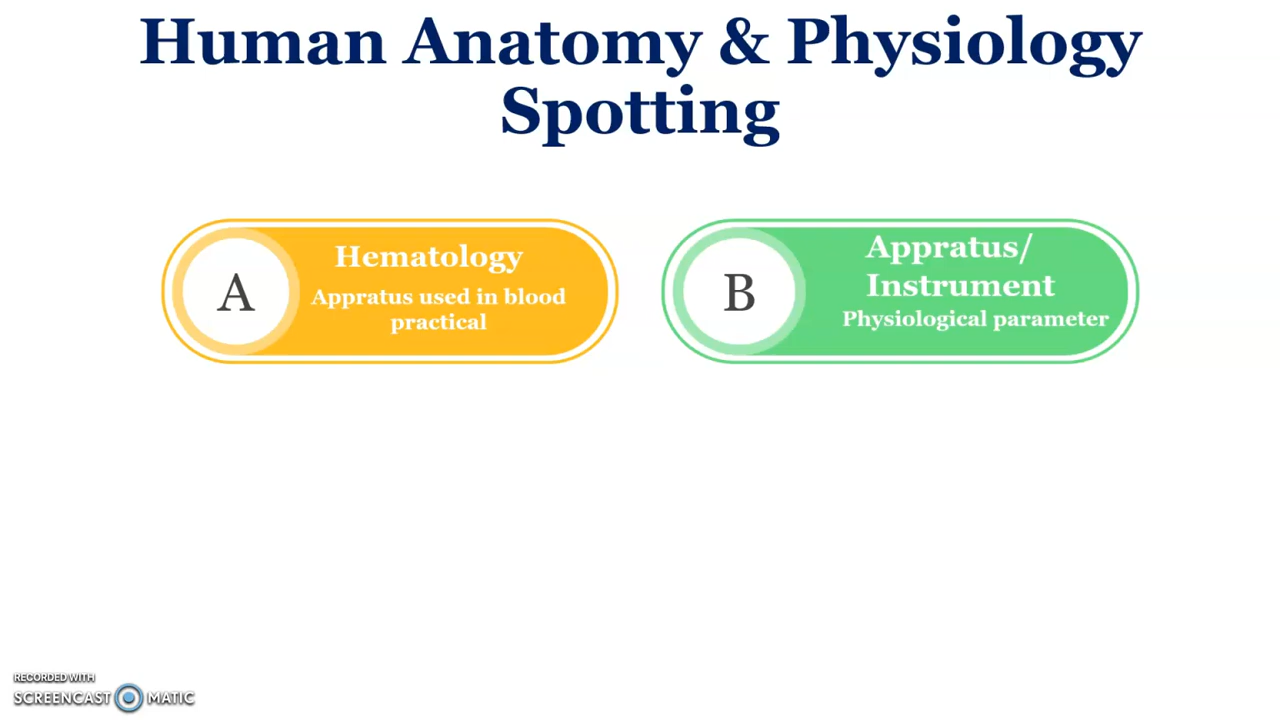 Human Anatomy & Physiology
Spotting
A
Hematology
Appratus used in blood
practical
B
Appratus/
Instrument
Physiological parameter
RECORDED WITH
SCREENCAST MATIC